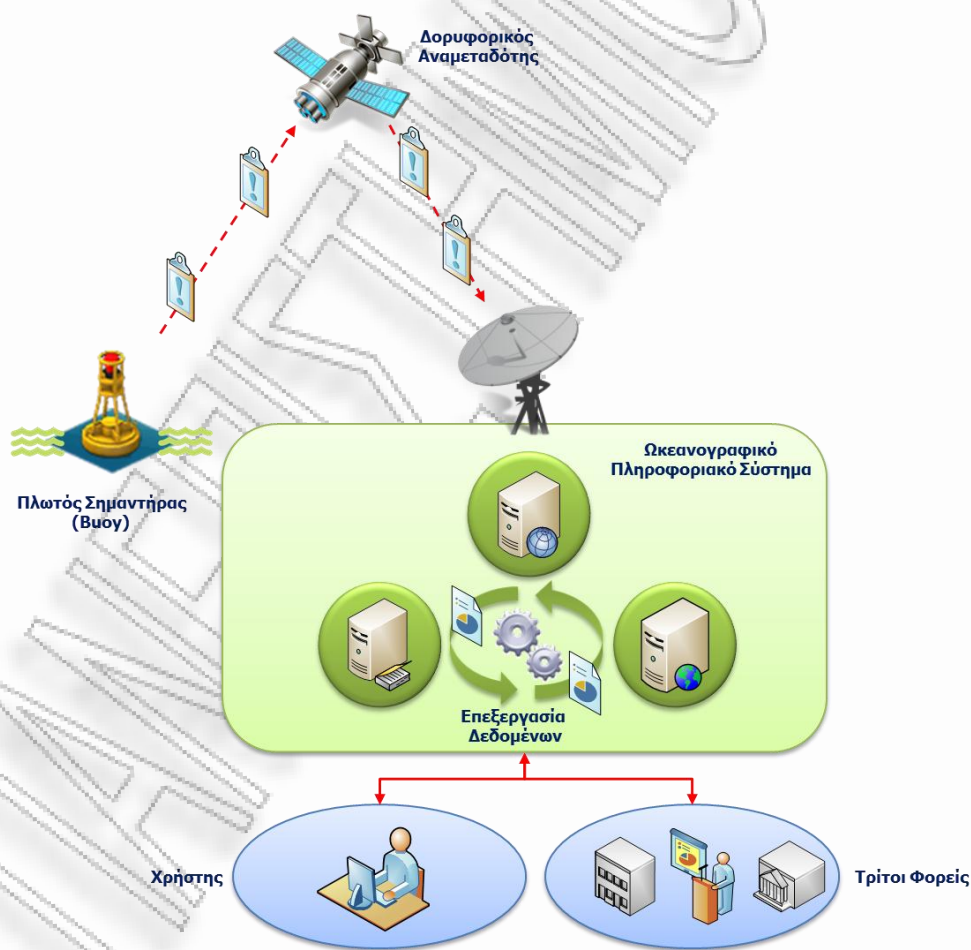 Δορυφορικός
Αναμεταδότης
Ωκεανογραφικό
Πληροφοριακό Σύστημα
Πλωτός Σημαντήρας
(Buoy)
Επεξεργασία
Δεδομένων
Χρήστης
Τρίτοι Φορείς